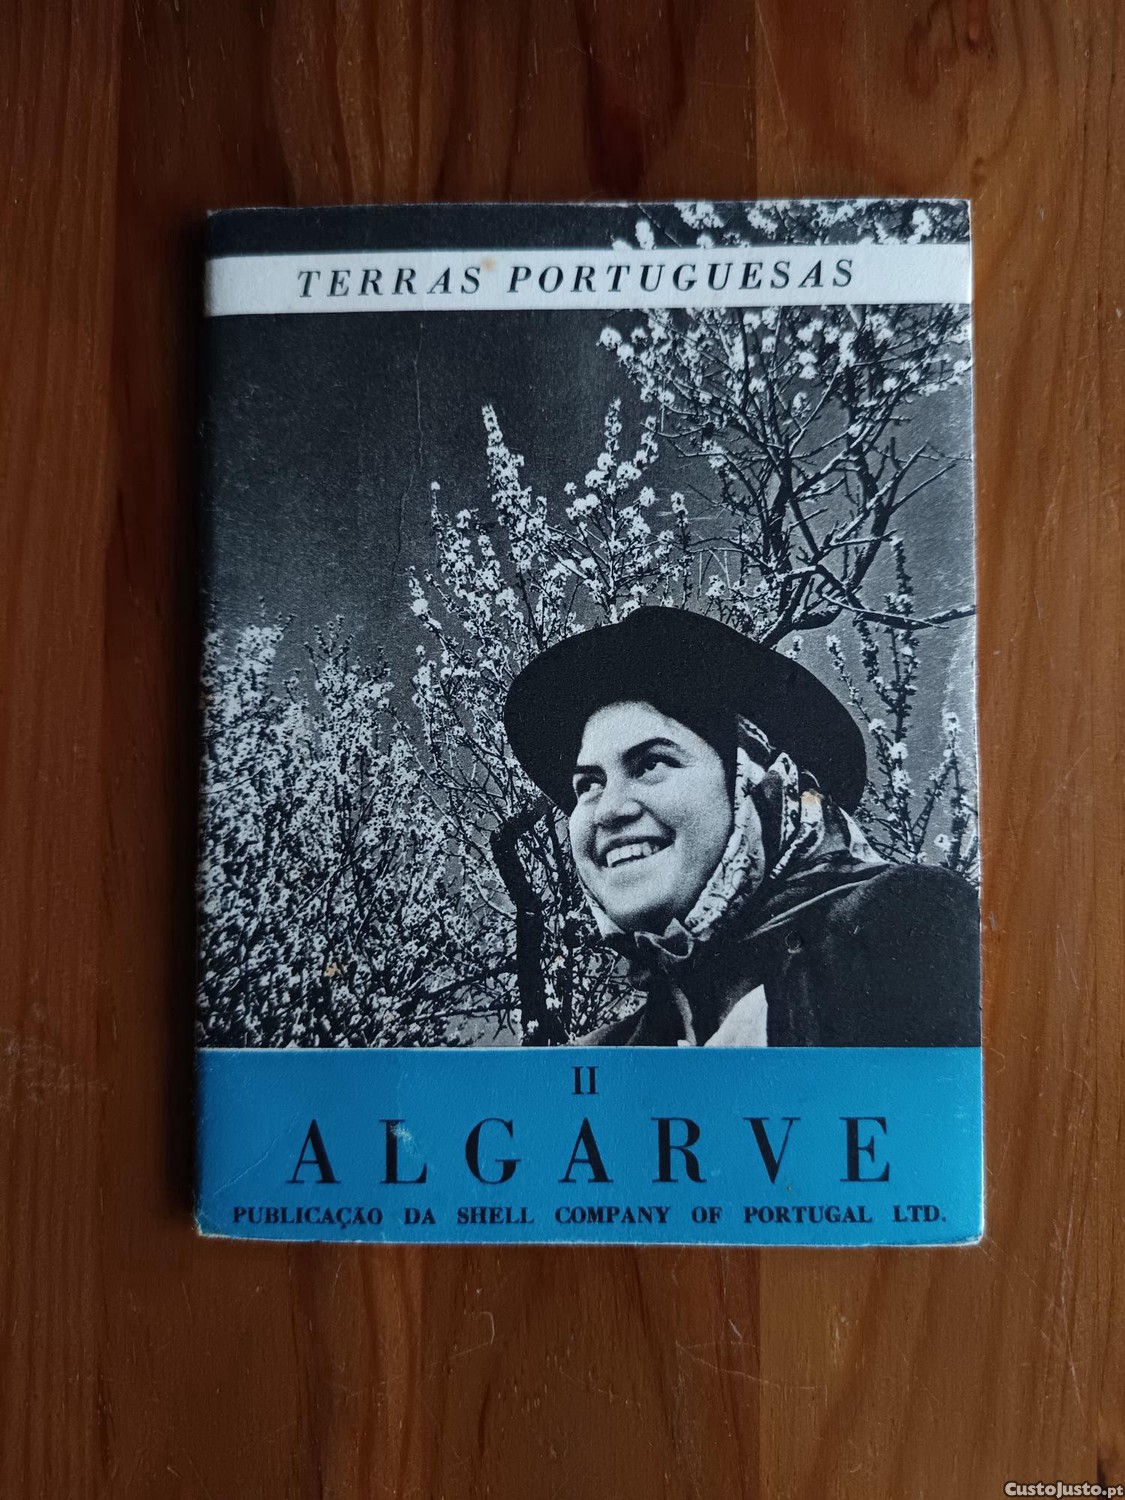 TERRAS PORTUGUESAS
II
ALGARVE
PUBLICAÇÃO DA SHELL COMPANY OF PORTUGAL LTD.
CustoJusto.pt